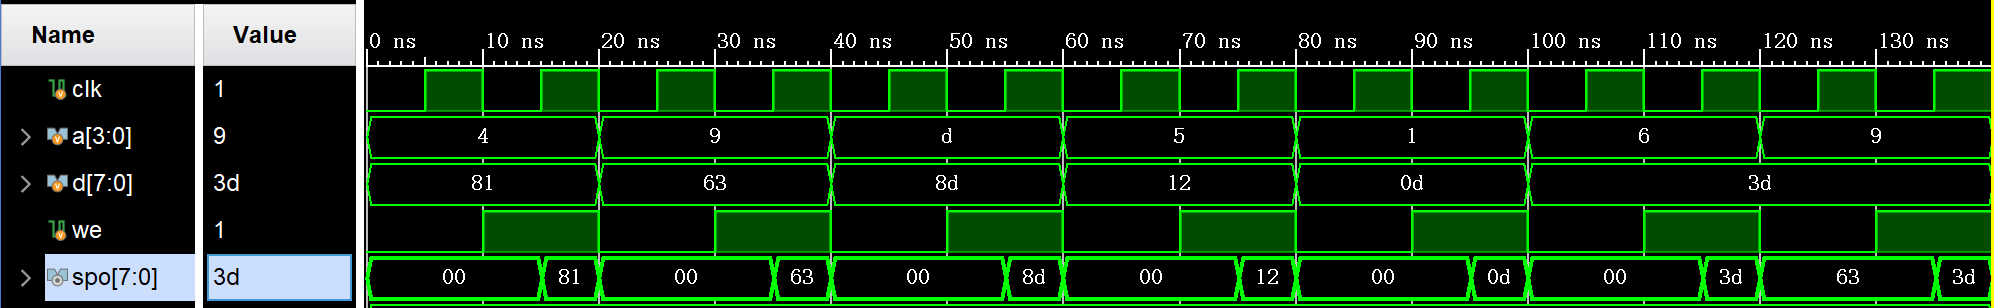 Name Value
0 ns 10 ns 20 ns 30 ns 40 ns 50 ns 60 ns 70 ns 80 ns 90 ns 100 ns 110 ns 120 ns 130 ns
clk 1
a[3:0] 9 4 9 d 5 1 6 9
d[7:0] 3d 81 63 8d 12 0d 3d
we 1
spo[7:0] 3d 00 81 00 63 00 8d 00 12 00 0d 00 3d 63 3d